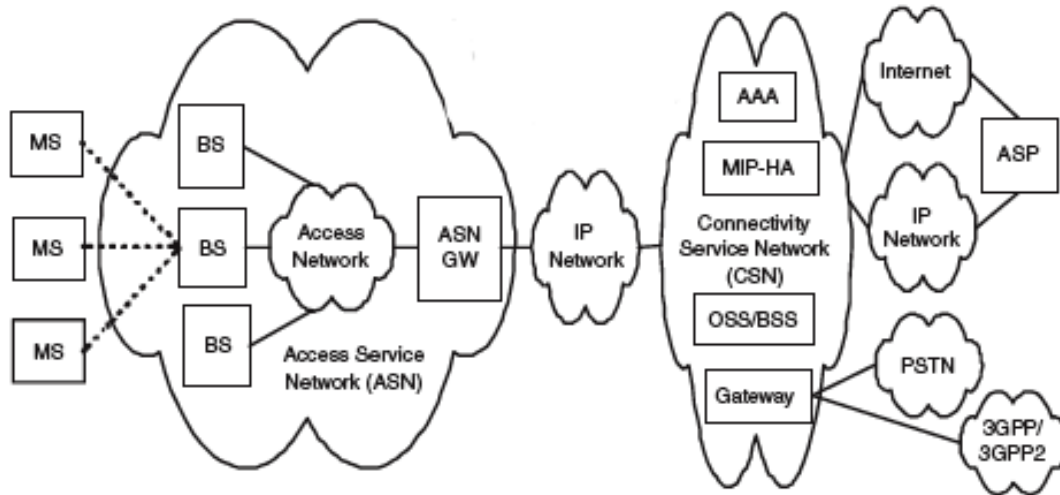 MS
MS
MS
BS
BS
BS
Access
Network
ASN
GW
Access Service
Network (ASN)
IP
Network
AAA
MIP-HA
Connectivity
Service Network
(CSN)
OSS/BSS
Gateway
Internet
ASP
IP
Network
PSTN
3GPP/
3GPP2